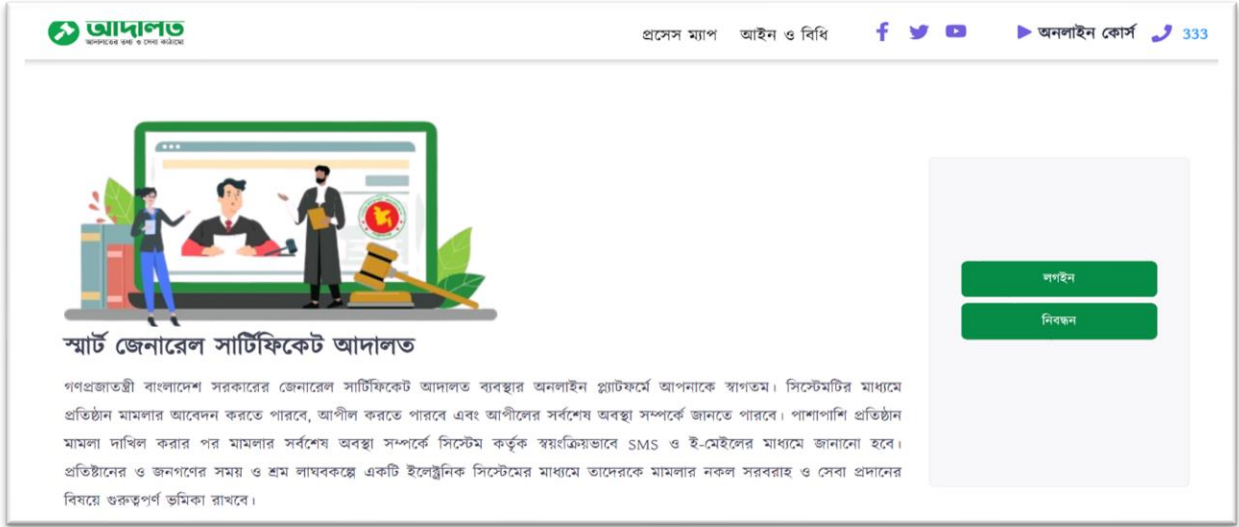 আদালত
আদালতের তথ্য ও সেবা কাঠামো
প্রসেস ম্যাপ আইন ও বিধি অনলাইন কোর্স 333
লগইন
নিবন্ধন
স্মার্ট জেনারেল সার্টিফিকেট আদালত
গণপ্রজাতন্ত্রী বাংলাদেশ সরকারের জেনারেল সার্টিফিকেট আদালত ব্যবস্থার অনলাইন প্ল্যাটফর্মে আপনাকে স্বাগতম। সিস্টেমটির মাধ্যমে
প্রতিষ্ঠান মামলার আবেদন করতে পারবে, আপীল করতে পারবে এবং আপীলের সর্বশেষ অবস্থা সম্পর্কে জানতে পারবে। পাশাপাশি প্রতিষ্ঠান
মামলা দাখিল করার পর মামলার সর্বশেষ অবস্থা সম্পর্কে সিস্টেম কর্তৃক স্বয়ংক্রিয়ভাবে SMS ও ই-মেইলের মাধ্যমে জানানো হবে।
প্রতিষ্টানের ও জনগণের সময় ও শ্রম লাঘবকল্পে একটি ইলেক্ট্রনিক সিস্টেমের মাধ্যমে তাদেরকে মামলার নকল সরবরাহ ও সেবা প্রদানের
বিষয়ে গুরুত্বপূর্ণ ভূমিকা রাখবে।